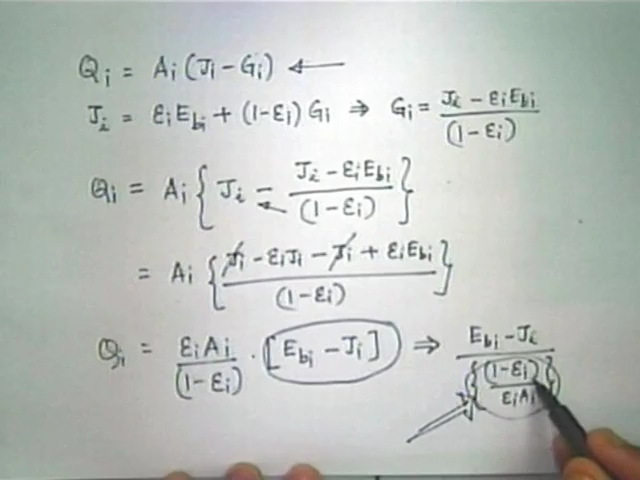 Qi = Ai (Ji - Gi) ←
Ji = εi Ebi + (1-εi) Gi ⇒ Gi = (Ji - εi Ebi) / (1-εi)
Qi = Ai { Ji - (Ji - εi Ebi) / (1-εi) }
= Ai { (Ji - εi Ji - Ji + εi Ebi) / (1-εi) }
Qi = εi Ai / (1-εi) · [Ebi - Ji] ⇒ (Ebi - Ji) / { (1-εi) / εi Ai }